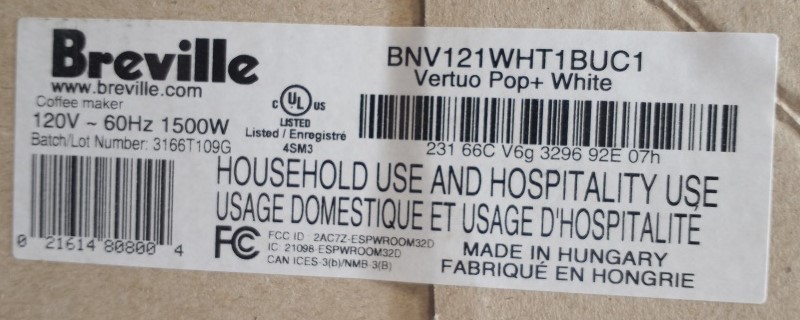 Breville
www.breville.com
Coffee maker
120V ~ 60Hz 1500W
Batch/Lot Number: 3166T109G
C UL US
LISTED
Listed / Enregistré
4SM3
BNV121WHT1BUC1
Vertuo Pop+ White
231 66C V6g 3296 92E 07h
HOUSEHOLD USE AND HOSPITALITY USE
USAGE DOMESTIQUE ET USAGE D'HOSPITALITÉ
0 21614 80800 4
FC
FCC ID : 2AC7Z-ESPWROOM32D
IC: 21098-ESPWROOM32D
CAN ICES-3(b)/NMB-3(B)
MADE IN HUNGARY
FABRIQUÉ EN HONGRIE